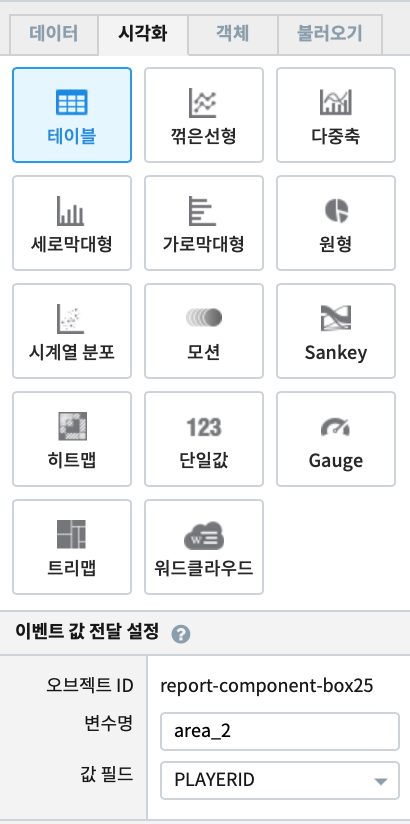 데이터 시각화 객체 불러오기
테이블 꺾은선형 다중축
세로막대형 가로막대형 원형
시계열 분포 모션 Sankey
123
히트맵 단일값 Gauge
W
트리맵 워드클라우드
이벤트 값 전달 설정 ?
오브젝트 ID report-component-box25
변수명 area_2
값 필드 PLAYERID